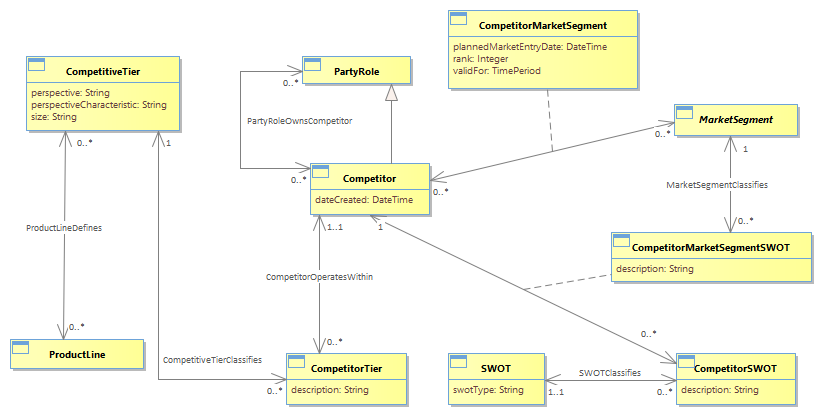 CompetitorMarketSegment
plannedMarketEntryDate: DateTime
rank: Integer
validFor: TimePeriod
CompetitiveTier
perspective: String
perspectiveCharacteristic: String
size: String
PartyRole
0..*
PartyRoleOwnsCompetitor
MarketSegment
0..*
0..*
1
0..*
1
Competitor
dateCreated: DateTime
0..*
0..*
MarketSegmentClassifies
ProductLineDefines
1..1
1
0..*
CompetitorMarketSegmentSWOT
description: String
CompetitorOperatesWithin
0..*
0..*
0..*
ProductLine
CompetitiveTierClassifies
CompetitorTier
description: String
0..*
SWOT
swotType: String
1..1
SWOTClassifies
0..*
CompetitorSWOT
description: String